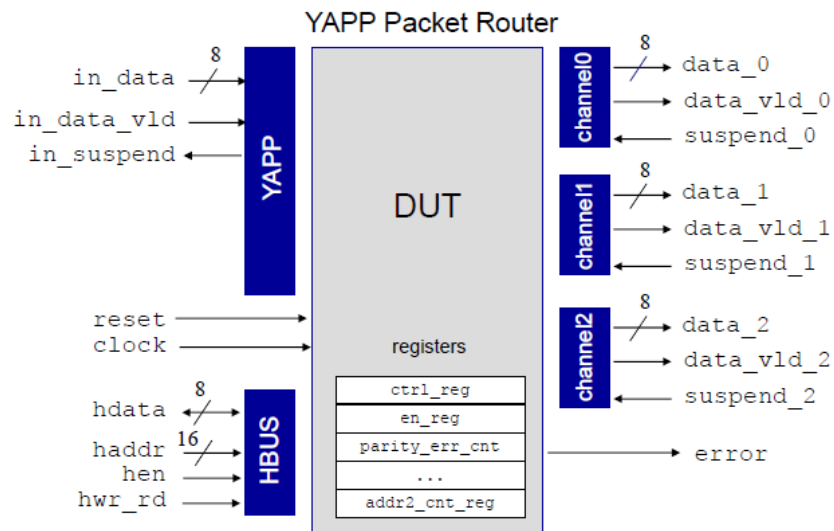 YAPP Packet Router
8
in_data
in_data_vld
in_suspend
YAPP
reset
clock
8
hdata
16
haddr
hen
hwr_rd
HBUS
DUT
registers
ctrl_reg
en_reg
parity_err_cnt
...
addr2_cnt_reg
channel0
8
data_0
data_vld_0
suspend_0
channel1
8
data_1
data_vld_1
suspend_1
channel2
8
data_2
data_vld_2
suspend_2
error